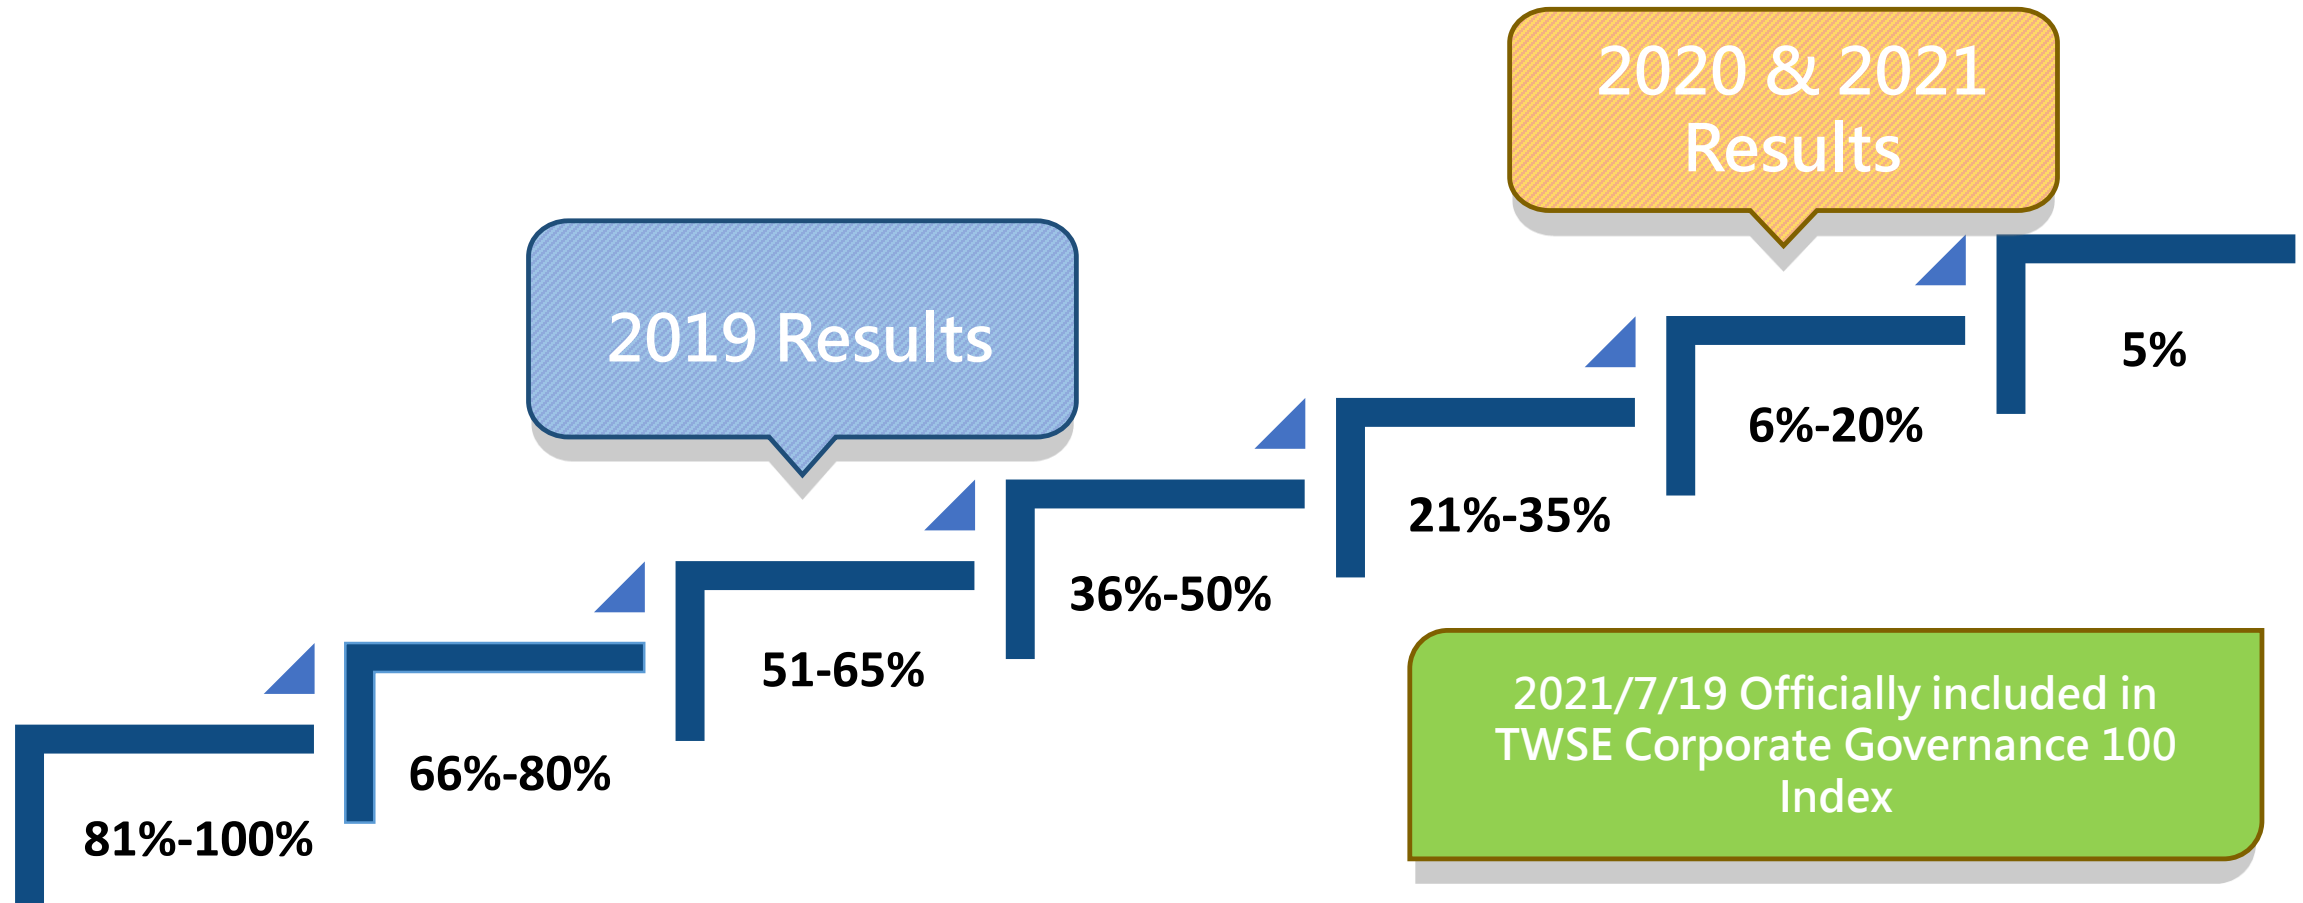 2020 & 2021
Results
2019 Results
5%
6%-20%
21%-35%
36%-50%
51-65%
66%-80%
81%-100%
2021/7/19 Officially included in
TWSE Corporate Governance 100
Index